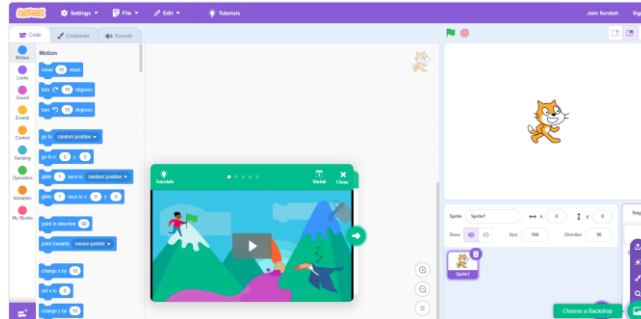 SCRATCH Settings File Edit Tutorials Join Scratch
Code Costumes Sounds
Motion
Looks
Sound
Events
Control
Sensing
Operators
Variables
My Blocks
Motion
move 10 steps
turn 15 degrees
turn 15 degrees
go to random position
go to x: 0 y: 0
glide 1 secs to random position
glide 1 secs to x: 0 y: 0
point in direction 90
point towards mouse-pointer
change x by 10
set x to 0
change y by 10
Tutorials Shrink Close
Sprite Sprite1 x 0 y 0
Show Size 100 Direction 90
Sprite1
Choose a Backdrop